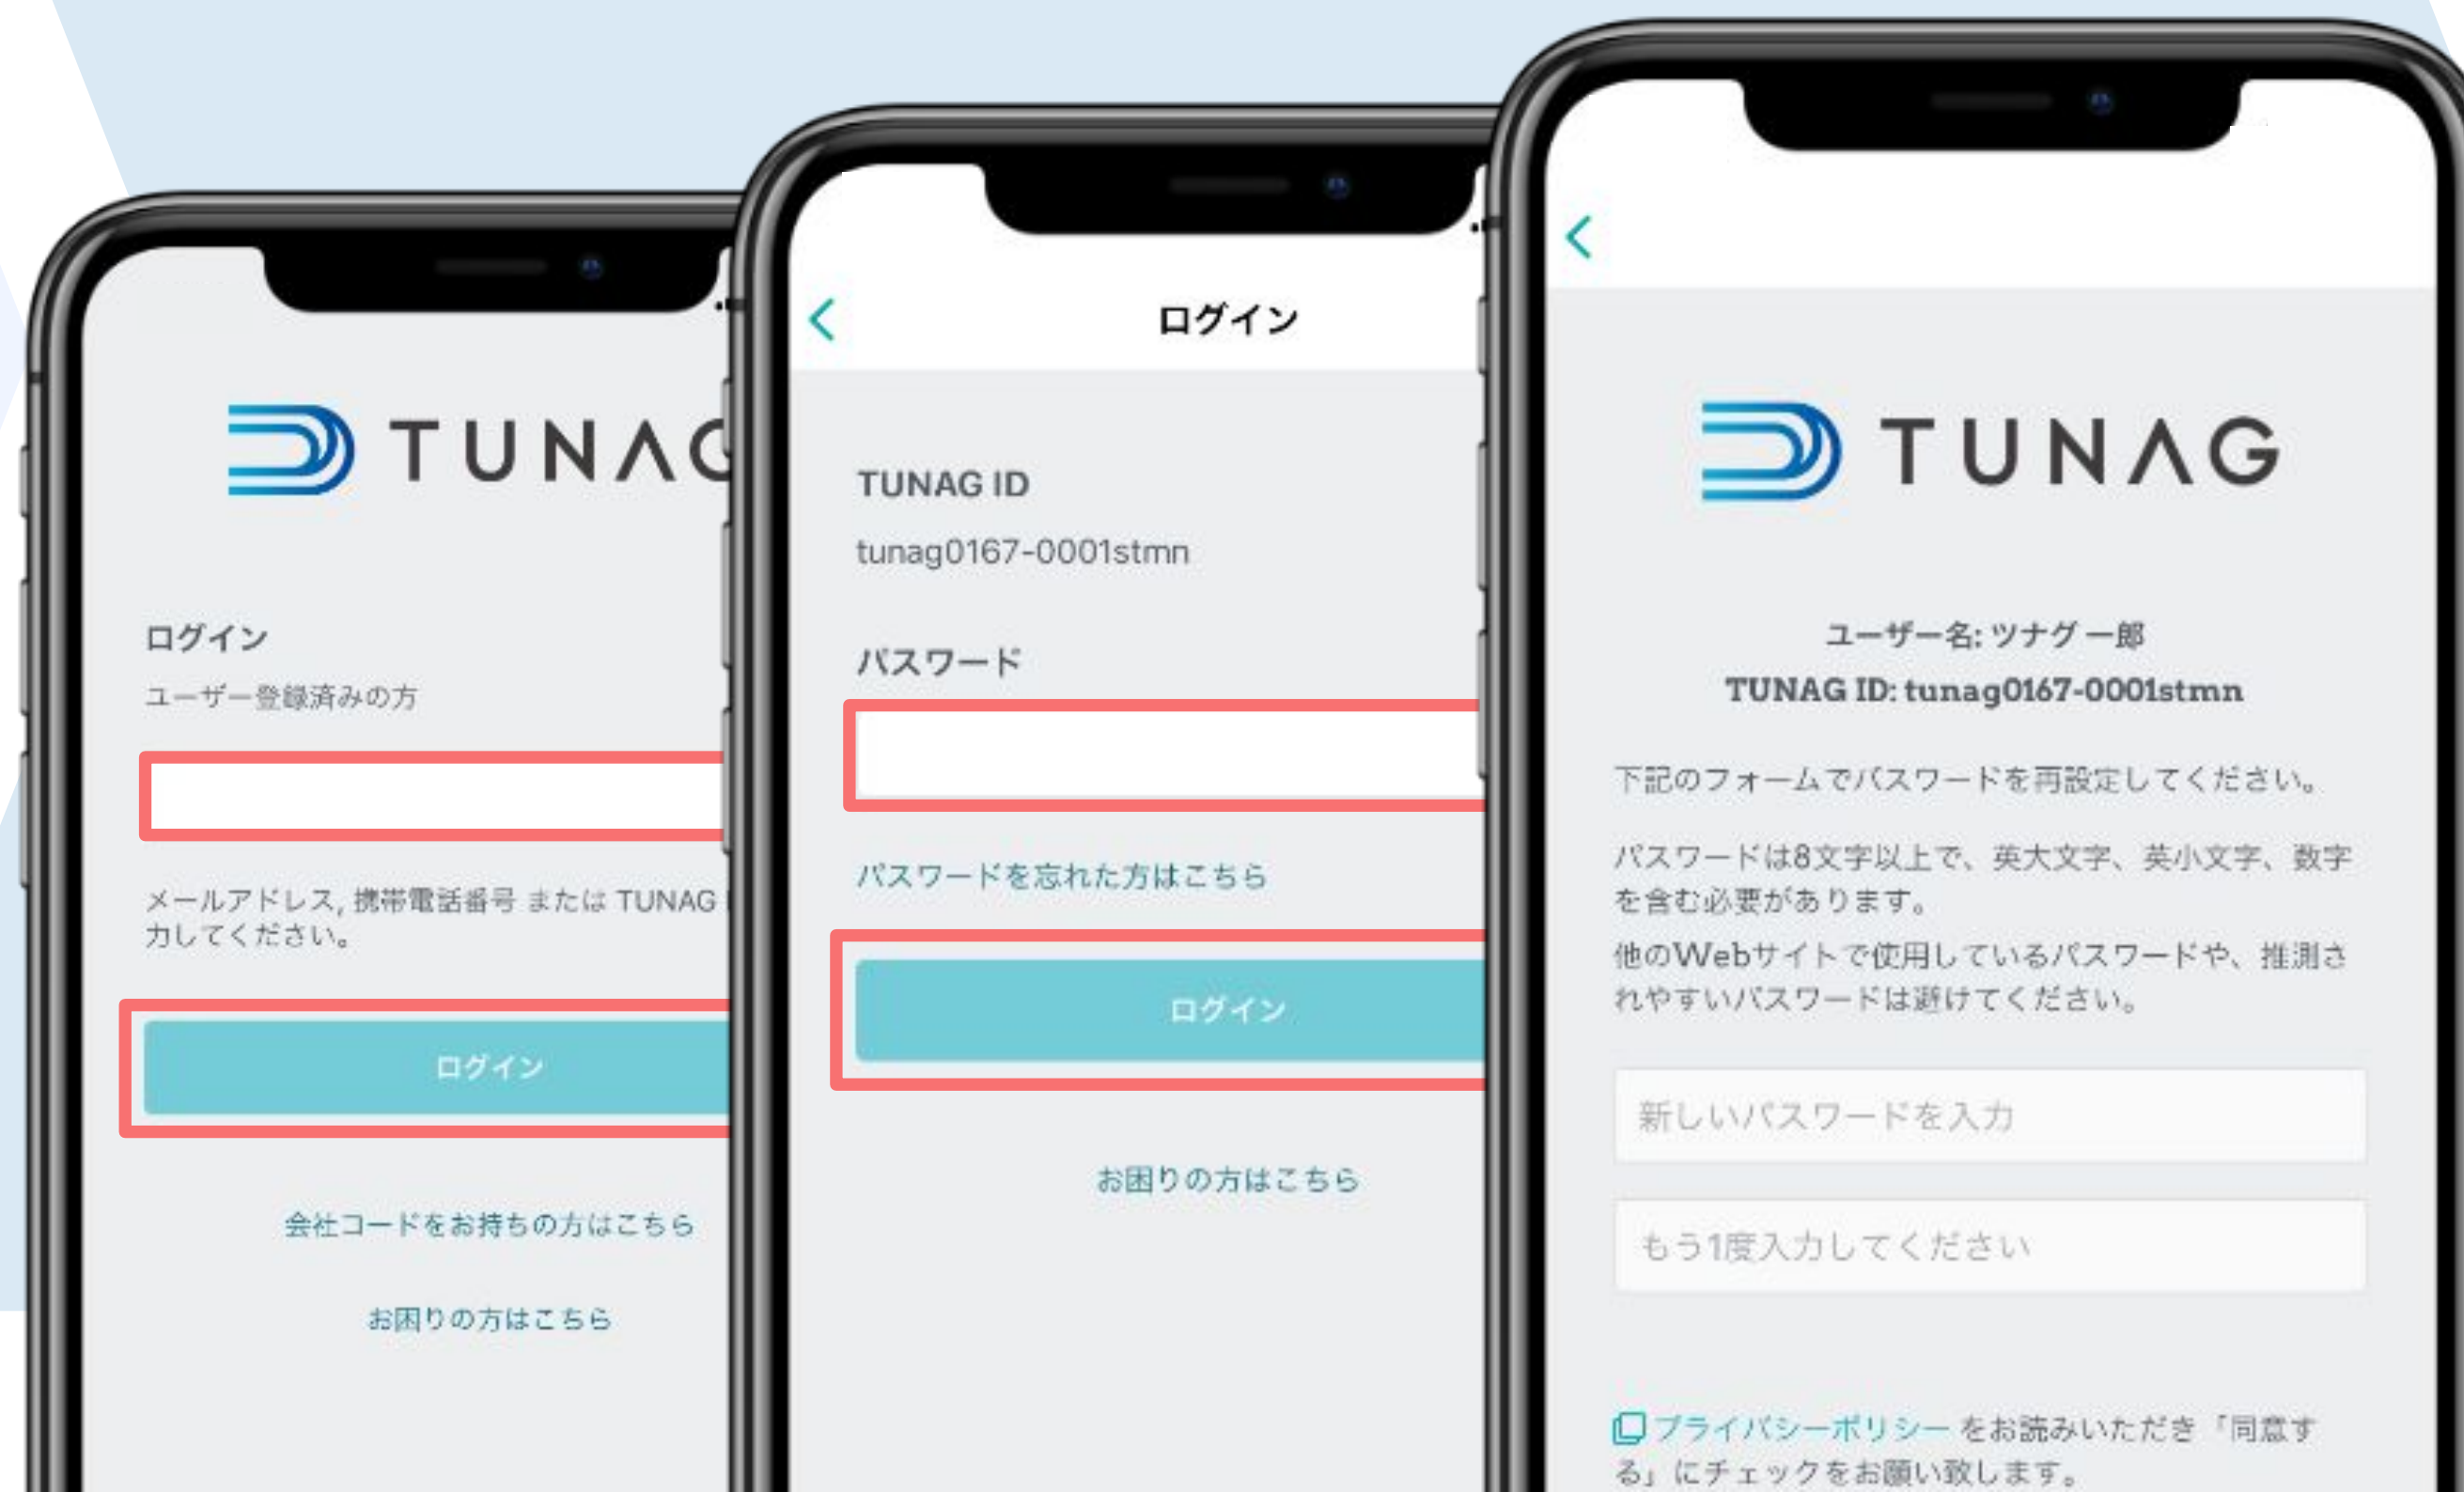 TUNAG
ログイン
ユーザー登録済みの方
メールアドレス, 携帯電話番号 または TUNAG
力してください。
ログイン
会社コードをお持ちの方はこちら
お困りの方はこちら
ログイン
TUNAG ID
tunag0167-0001stmn
パスワード
パスワードを忘れた方はこちら
ログイン
お困りの方はこちら
TUNAG
ユーザー名: ツナグ 一郎
TUNAG ID: tunag0167-0001stmn
下記のフォームでパスワードを再設定してください。
パスワードは8文字以上で、英大文字、英小文字、数字
を含む必要があります。
他のWebサイトで使用しているパスワードや、推測さ
れやすいパスワードは避けてください。
新しいパスワードを入力
もう1度入力してください
プライバシーポリシー をお読みいただき「同意す
る」にチェックをお願い致します。